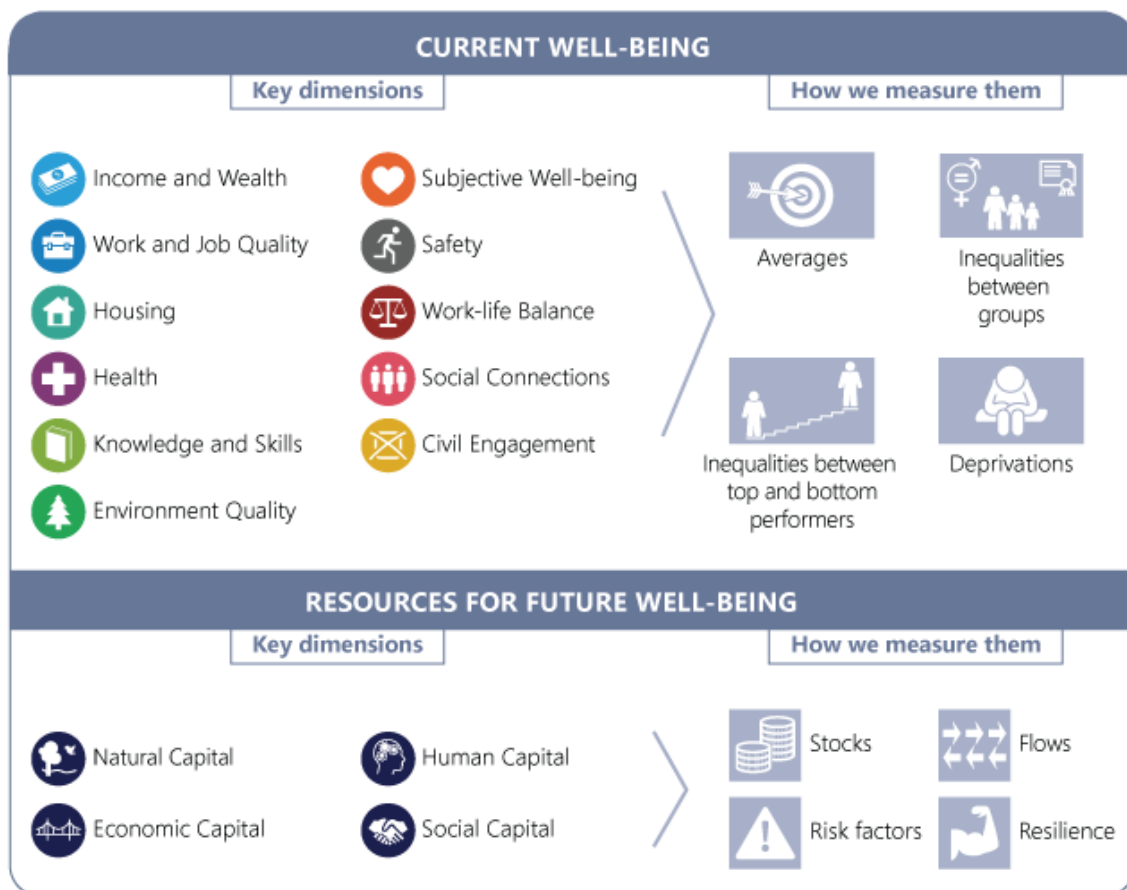 CURRENT WELL-BEING
Key dimensions
How we measure them
Income and Wealth
Work and Job Quality
Housing
Health
Knowledge and Skills
Environment Quality
Subjective Well-being
Safety
Work-life Balance
Social Connections
Civil Engagement
Averages
Inequalities
between
groups
Inequalities between
top and bottom
performers
Deprivations
RESOURCES FOR FUTURE WELL-BEING
Key dimensions
How we measure them
Natural Capital
Economic Capital
Human Capital
Social Capital
Stocks
Flows
Risk factors
Resilience